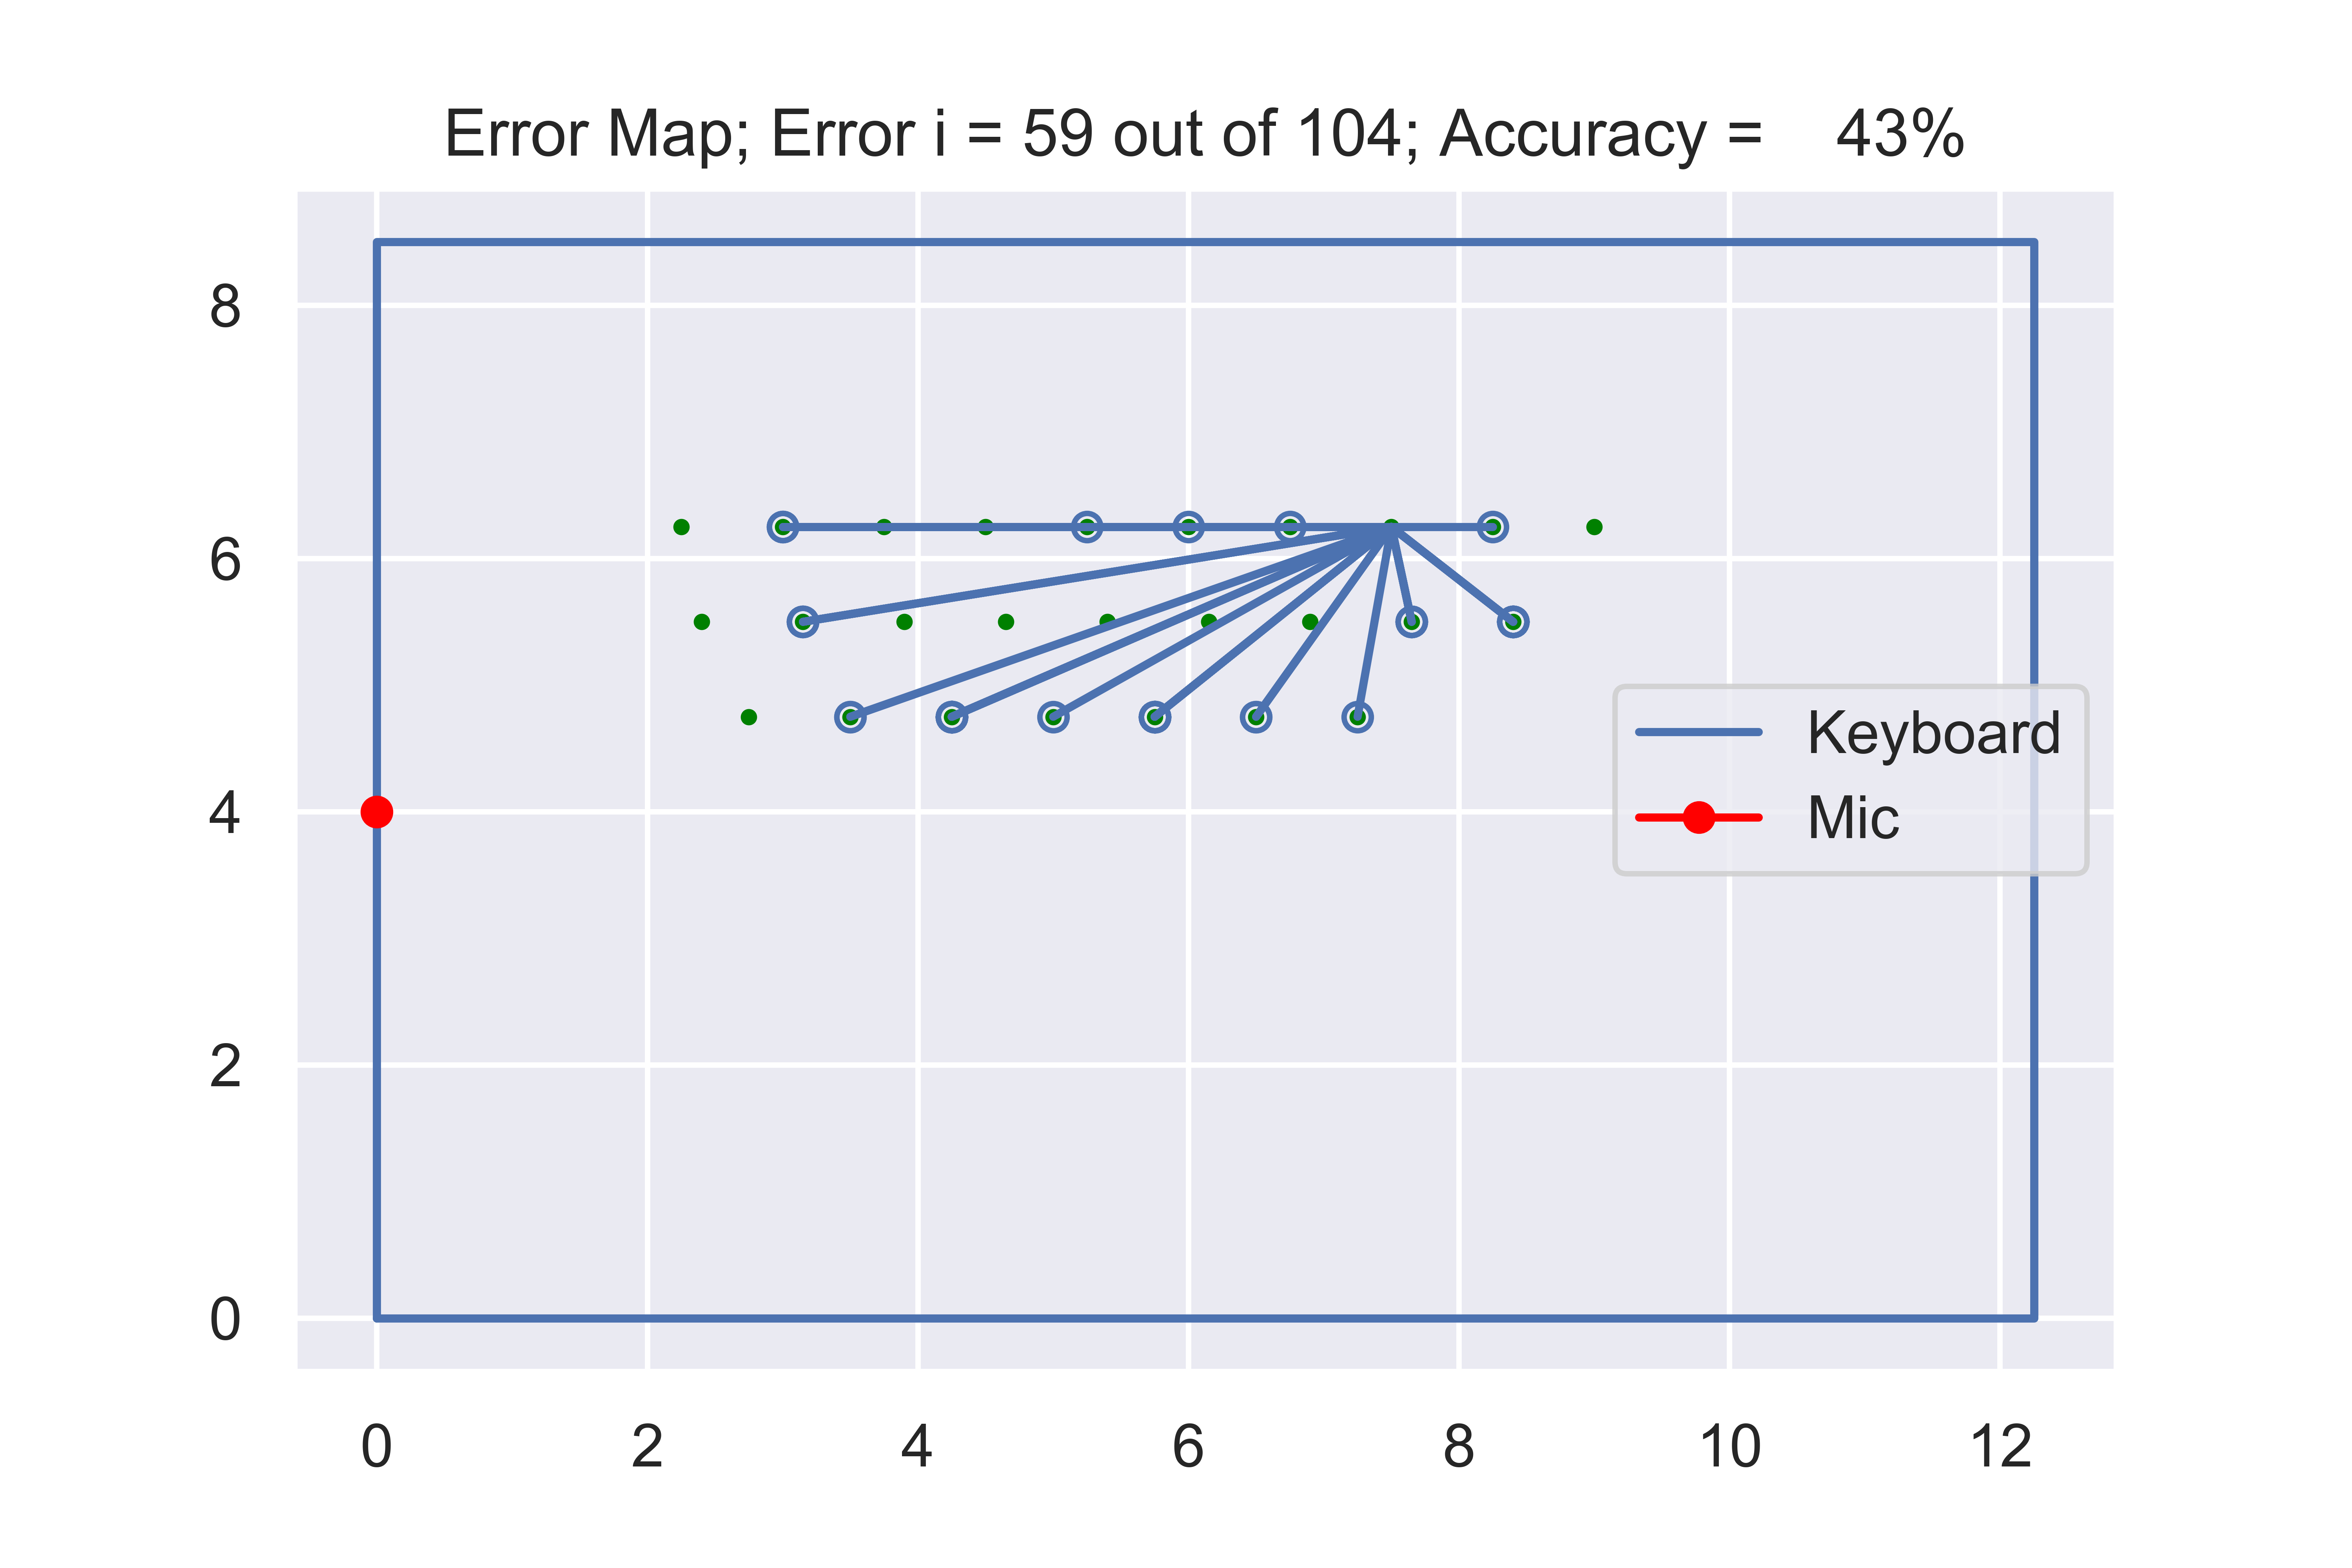 Error Map; Error i = 59 out of 104; Accuracy = 43%
8
6
4
2
0
Keyboard
Mic
0 2 4 6 8 10 12